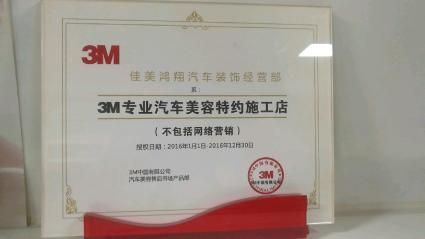 3M
佳美鸿翔汽车装饰经营部
系:
3M专业汽车美容特约施工店
(不包括网络营销)
授权日期:2016年1月1日-2016年12月30日
3M中国有限公司
汽车美容售后市场产品部
3M